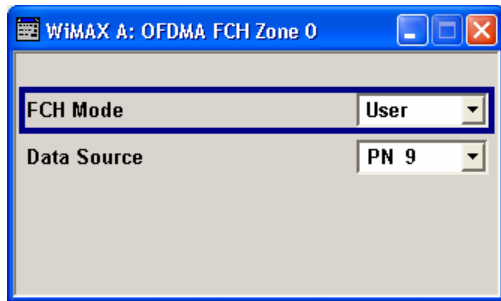 WiMAX A: OFDMA FCH Zone 0
FCH Mode User
Data Source PN 9